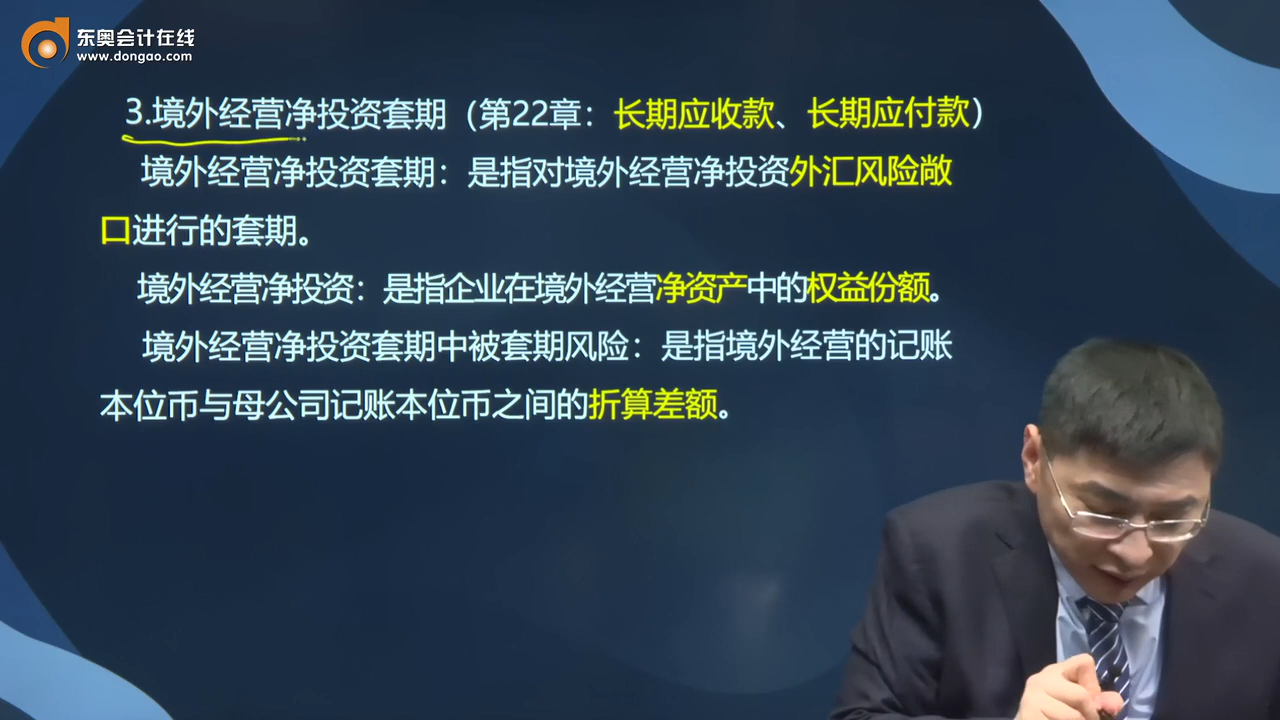 东奥会计在线
www.dongao.com
3.境外经营净投资套期（第22章：长期应收款、长期应付款）
境外经营净投资套期：是指对境外经营净投资外汇风险敞
口进行的套期。
境外经营净投资：是指企业在境外经营净资产中的权益份额。
境外经营净投资套期中被套期风险：是指境外经营的记账
本位币与母公司记账本位币之间的折算差额。